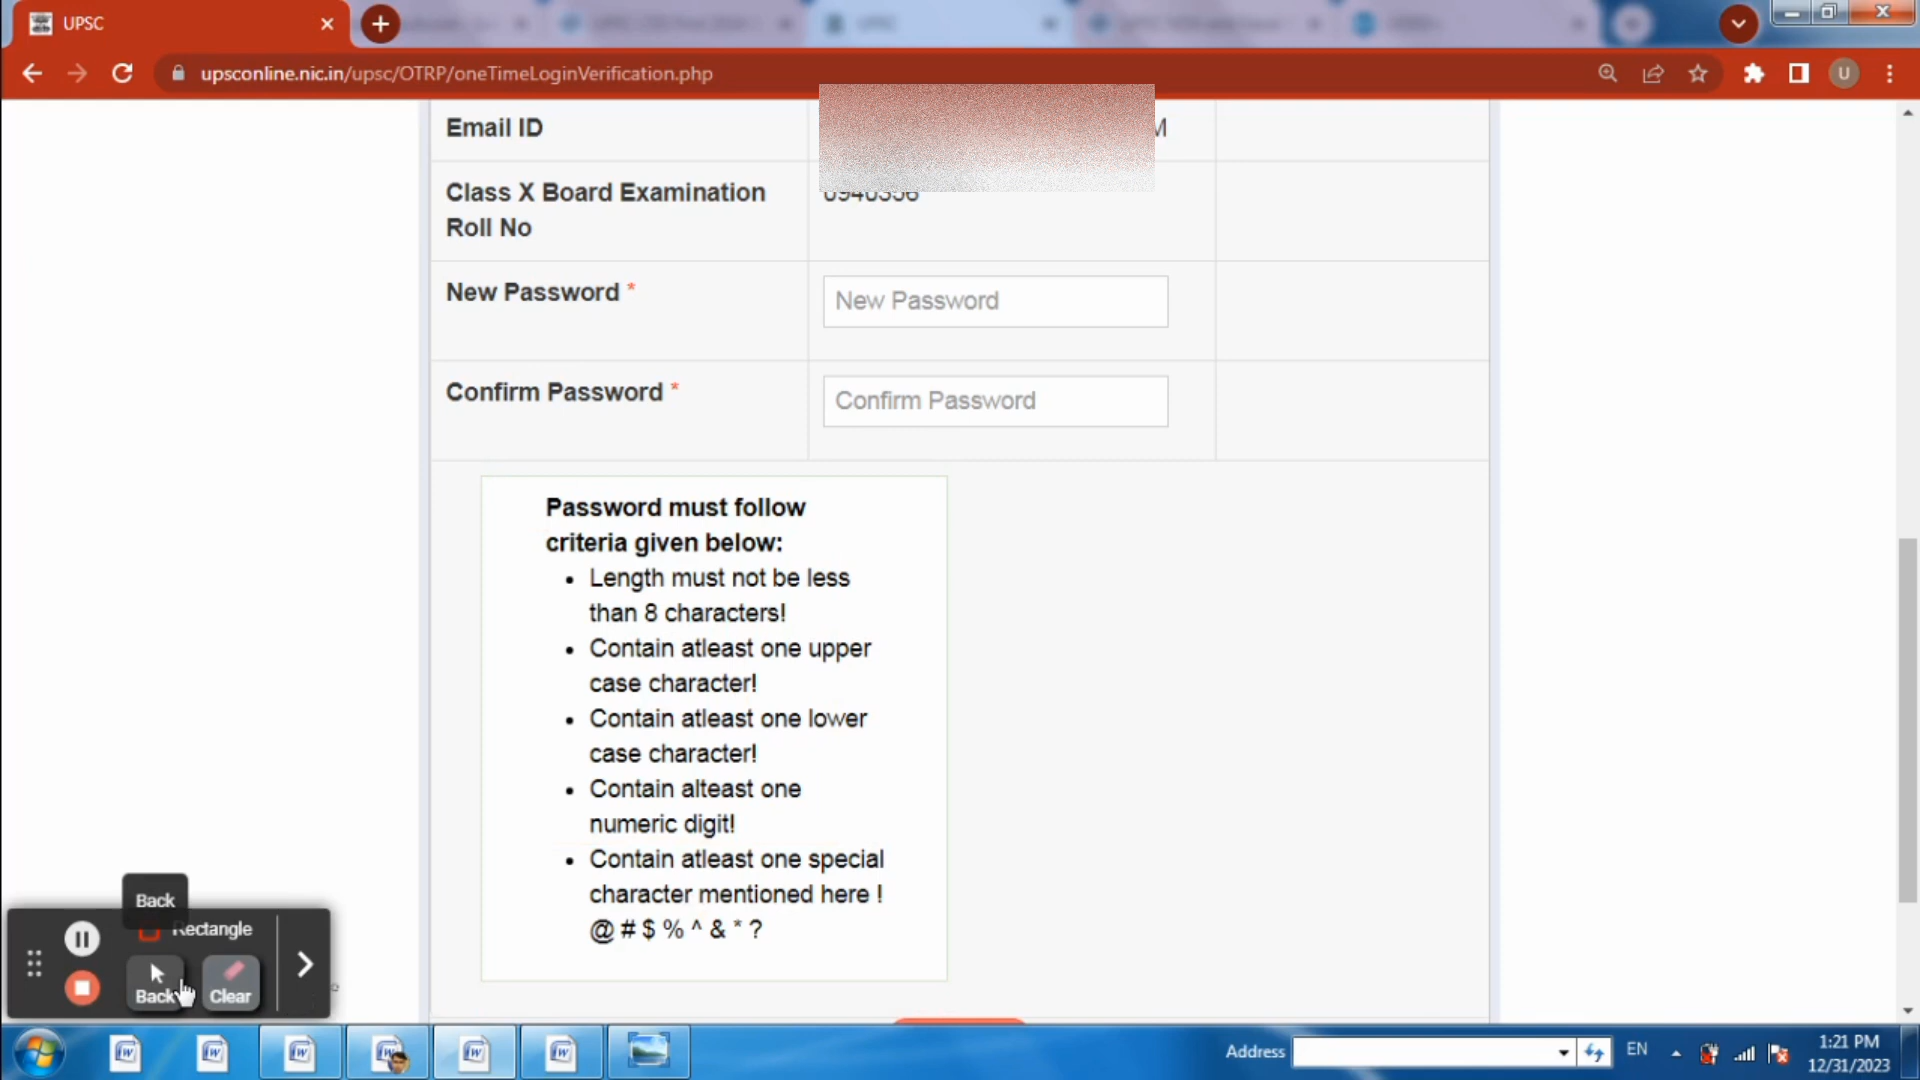 UPSC
upsconline.nic.in/upsc/OTRP/oneTimeLoginVerification.php
U
Email ID
M
Class X Board Examination
Roll No
0940356
New Password *
New Password
Confirm Password *
Confirm Password
Password must follow
criteria given below:
• Length must not be less
than 8 characters!
• Contain atleast one upper
case character!
• Contain atleast one lower
case character!
• Contain alteast one
numeric digit!
• Contain atleast one special
character mentioned here !
@ # $ % ^ & * ?
Back
Rectangle
Back
Clear
Address
EN
1:21 PM
12/31/2023